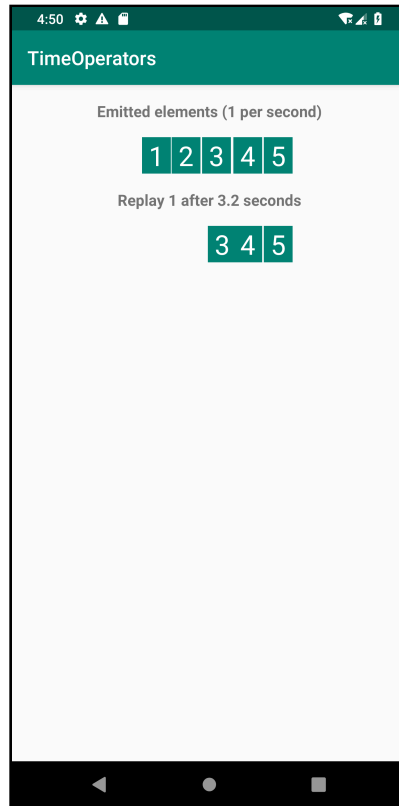 4:50
TimeOperators
Emitted elements (1 per second)
1 2 3 4 5
Replay 1 after 3.2 seconds
3 4 5